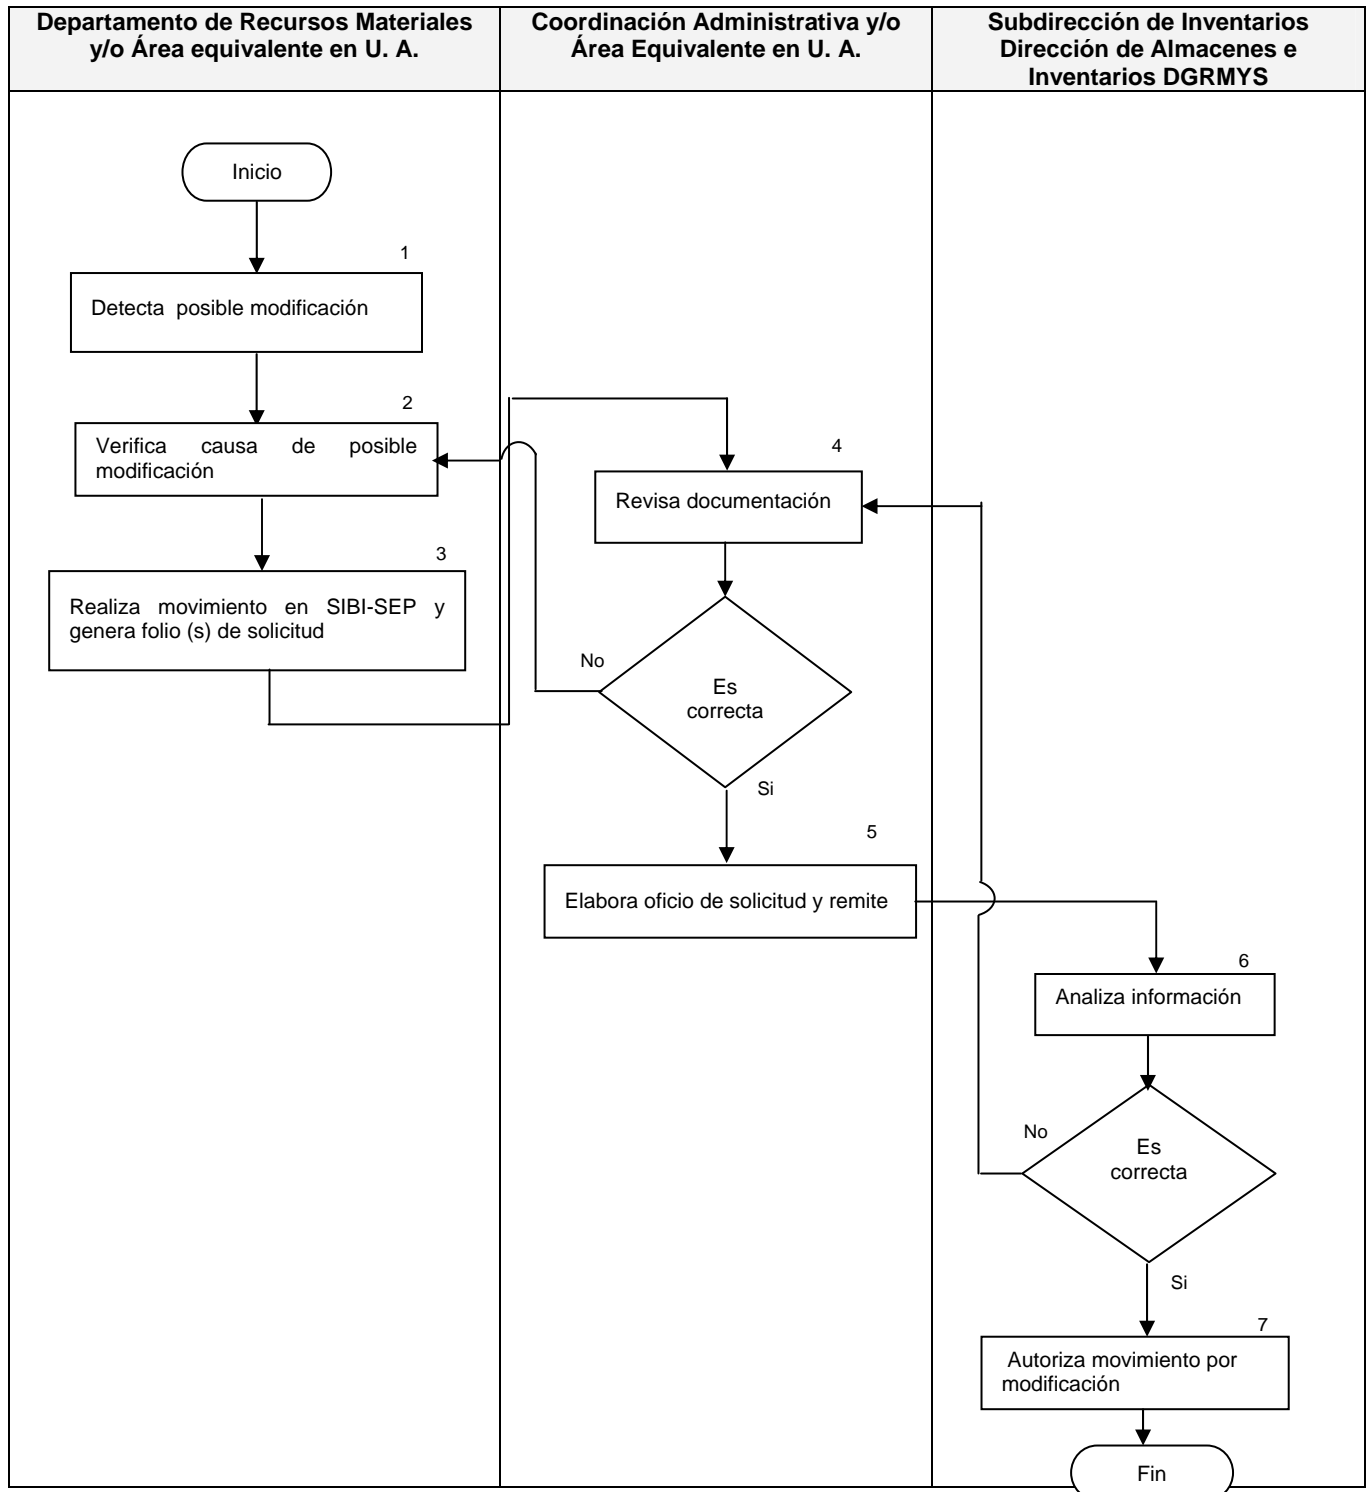 Departamento de Recursos Materiales
y/o Área equivalente en U. A.
Coordinación Administrativa y/o
Área Equivalente en U. A.
Subdirección de Inventarios
Dirección de Almacenes e
Inventarios DGRMYS
Inicio
1
Detecta posible modificación
2
Verifica causa de posible
modificación
3
Realiza movimiento en SIBI-SEP y
genera folio (s) de solicitud
4
Revisa documentación
No
Es
correcta
Si
5
Elabora oficio de solicitud y remite
6
Analiza información
No
Es
correcta
Si
7
Autoriza movimiento por
modificación
Fin